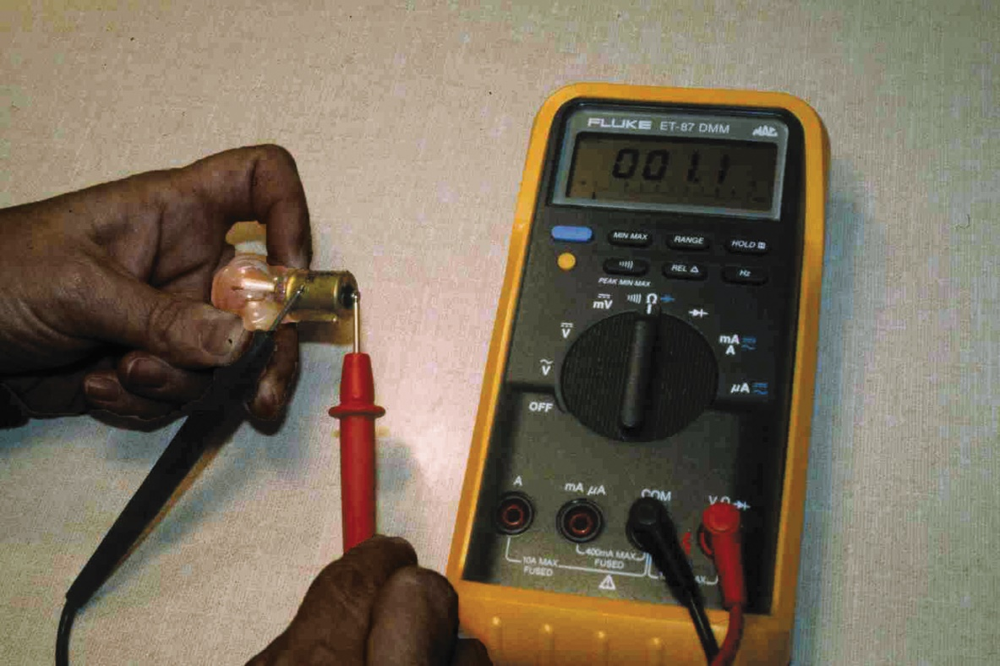 FLUKE ET-87 DMM MAC
001.1
MIN MAX RANGE HOLD H
REL Δ Hz
PEAK MIN MAX
mV Ω
V
mA
A
V
µA
OFF
A mA µA COM V Ω
400mA MAX
FUSED
10A MAX
FUSED